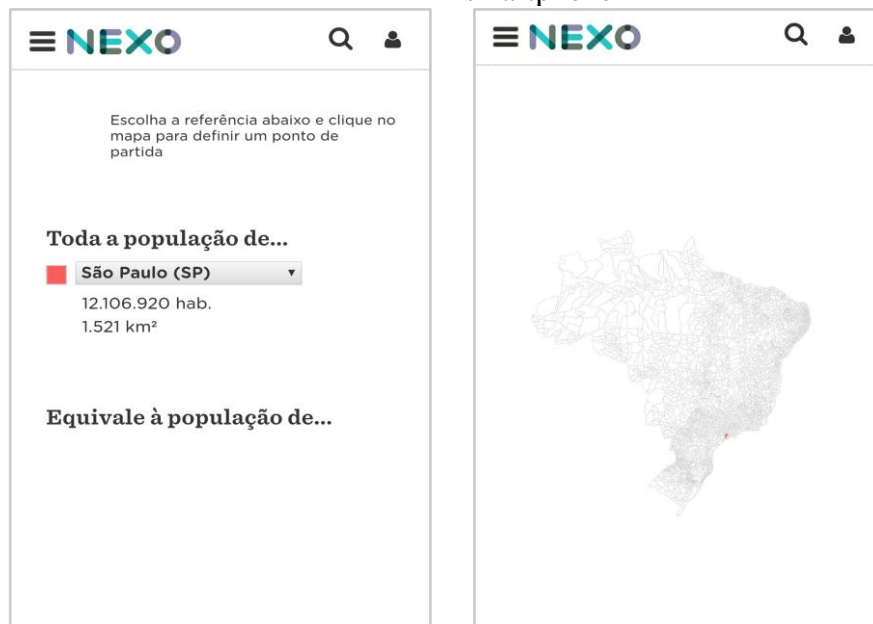 NEXO
Escolha a referência abaixo e clique no
mapa para definir um ponto de
partida
Toda a população de...
São Paulo (SP)
12.106.920 hab.
1.521 km²
Equivale à população de...
NEXO